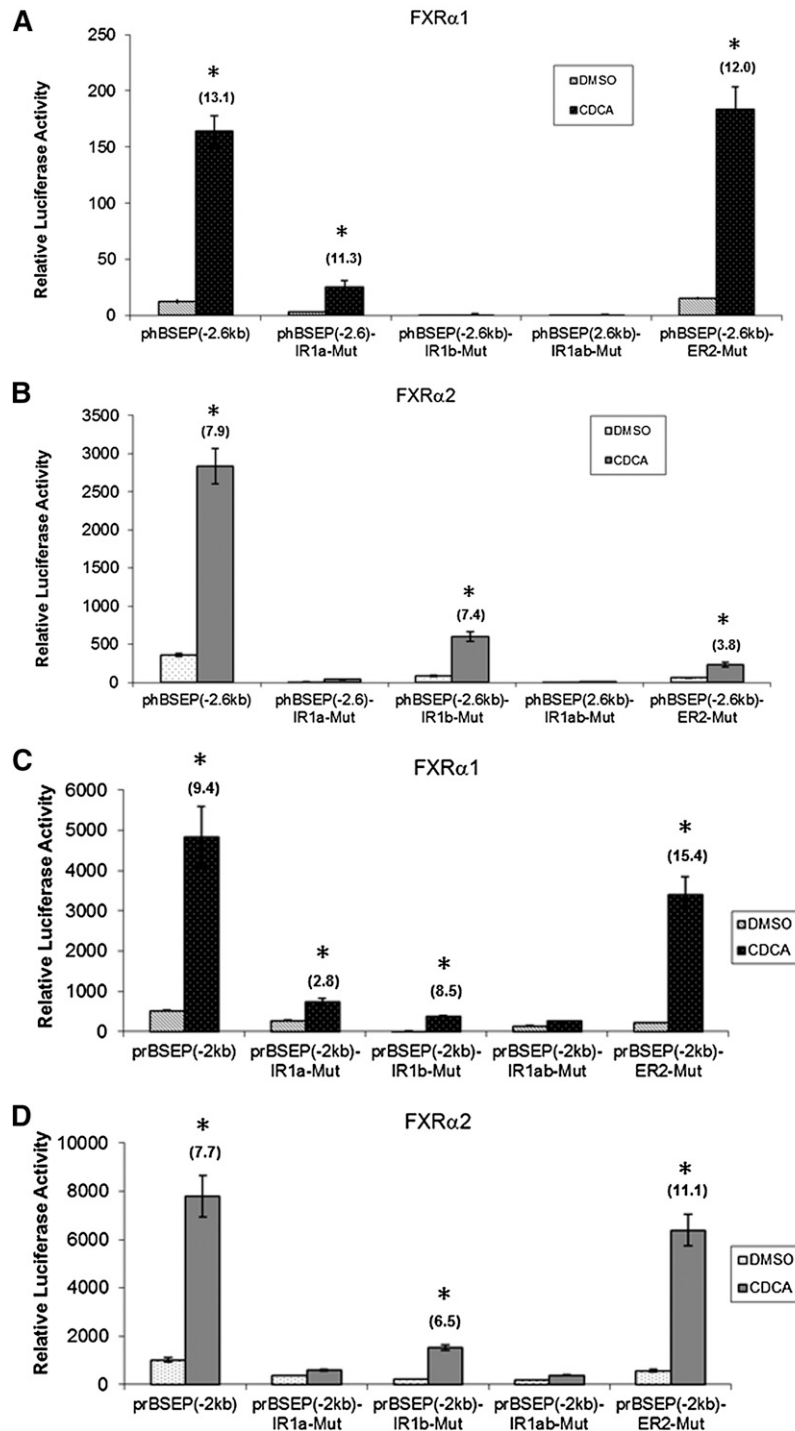 A
FXRα1
Relative Luciferase Activity
250
200
150
100
50
0
DMSO
CDCA
*
(13.1)
*
(11.3)
*
(12.0)
phBSEP(-2.6kb)
phBSEP(-2.6)-
IR1a-Mut
phBSEP(-2.6kb)-
IR1b-Mut
phBSEP(2.6kb)-
IR1ab-Mut
phBSEP(-2.6kb)-
ER2-Mut
B
FXRα2
Relative Luciferase Activity
3500
3000
2500
2000
1500
1000
500
0
DMSO
CDCA
*
(7.9)
*
(7.4)
*
(3.8)
phBSEP(-2.6kb)
phBSEP(-2.6)-
IR1a-Mut
phBSEP(-2.6kb)-
IR1b-Mut
phBSEP(2.6kb)-
IR1ab-Mut
phBSEP(-2.6kb)-
ER2-Mut
C
FXRα1
Relative Luciferase Activity
6000
5000
4000
3000
2000
1000
0
DMSO
CDCA
*
(9.4)
*
(2.8)
*
(8.5)
*
(15.4)
prBSEP(-2kb)
prBSEP(-2kb)-
IR1a-Mut
prBSEP(-2kb)-
IR1b-Mut
prBSEP(-2kb)-
IR1ab-Mut
prBSEP(-2kb)-
ER2-Mut
D
FXRα2
Relative Luciferase Activity
10000
8000
6000
4000
2000
0
DMSO
CDCA
*
(7.7)
*
(6.5)
*
(11.1)
prBSEP(-2kb)
prBSEP(-2kb)-
IR1a-Mut
prBSEP(-2kb)-
IR1b-Mut
prBSEP(-2kb)-
IR1ab-Mut
prBSEP(-2kb)-
ER2-Mut